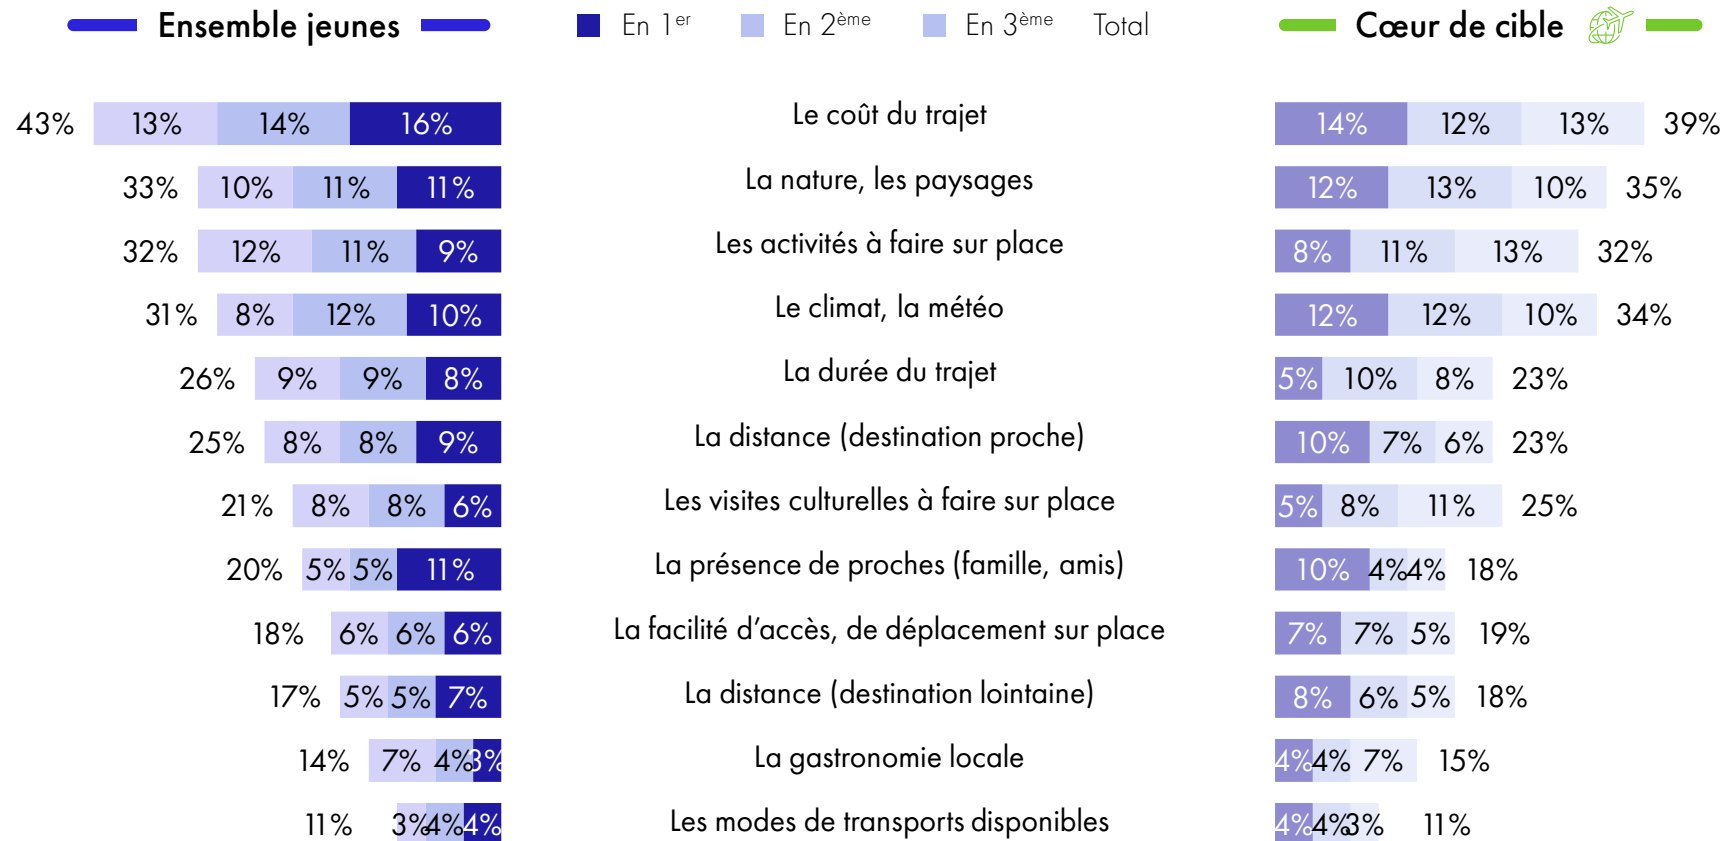 Ensemble jeunes En 1er En 2ème En 3ème Total Cœur de cible
43% 13% 14% 16% Le coût du trajet 14% 12% 13% 39%
33% 10% 11% 11% La nature, les paysages 12% 13% 10% 35%
32% 12% 11% 9% Les activités à faire sur place 8% 11% 13% 32%
31% 8% 12% 10% Le climat, la météo 12% 12% 10% 34%
26% 9% 9% 8% La durée du trajet 5% 10% 8% 23%
25% 8% 8% 9% La distance (destination proche) 10% 7% 6% 23%
21% 8% 8% 6% Les visites culturelles à faire sur place 5% 8% 11% 25%
20% 5% 5% 11% La présence de proches (famille, amis) 10% 4% 4% 18%
18% 6% 6% 6% La facilité d’accès, de déplacement sur place 7% 7% 5% 19%
17% 5% 5% 7% La distance (destination lointaine) 8% 6% 5% 18%
14% 7% 4% 3% La gastronomie locale 4% 4% 7% 15%
11% 3% 4% 4% Les modes de transports disponibles 4% 4% 3% 11%